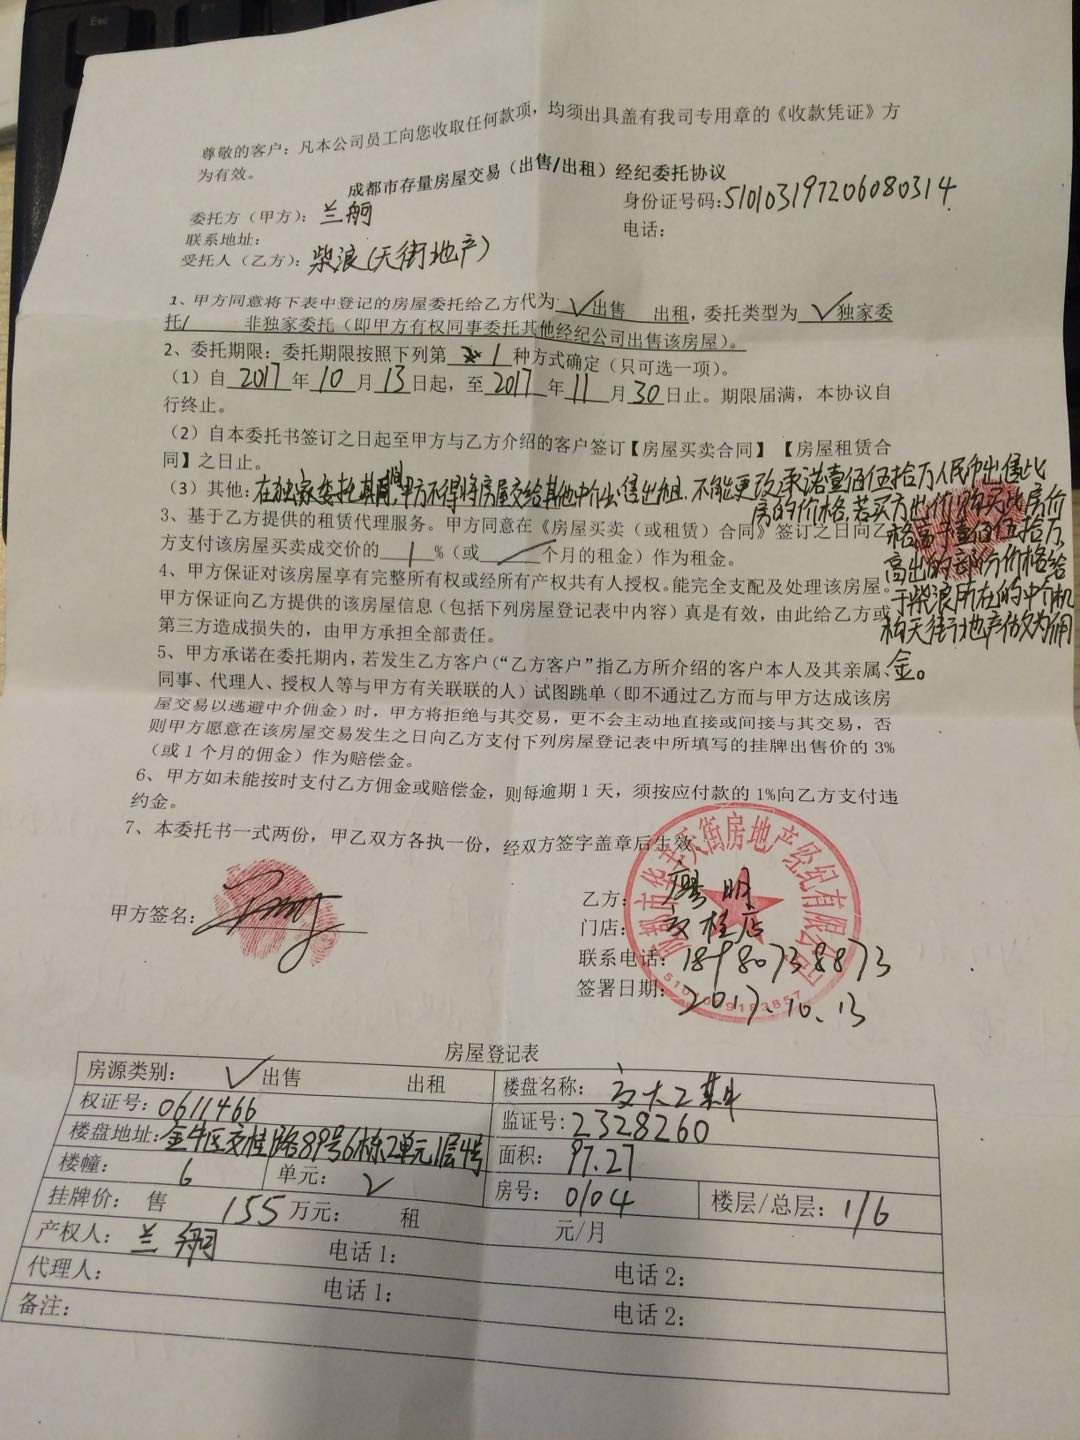 尊敬的客户：凡本公司员工向您收取任何款项，均须出具盖有我司专用章的《收款凭证》方
为有效。
成都市存量房屋交易（出售/出租）经纪委托协议
委托方（甲方）：兰舸
身份证号码:510103197206080314
联系地址：
电话：
受托人（乙方）：柴浪(天街地产)
1、甲方同意将下表中登记的房屋委托给乙方代为 ✓出售 出租，委托类型为 ✓独家委
托/ 非独家委托（即甲方有权同事委托其他经纪公司出售该房屋）。
2、委托期限：委托期限按照下列第 1 种方式确定（只可选一项）。
（1）自 2017 年 10 月 13 日起，至 2017 年 11 月 30 日止。期限届满，本协议自
行终止。
（2）自本委托书签订之日起至甲方与乙方介绍的客户签订【房屋买卖合同】【房屋租赁合
同】之日止。
（3）其他：在独家委托期间，甲方不得将房屋交给其他中介出售出租，不能更改承诺壹佰伍拾万人民币出售此
房的价格，若买方出价购买此房价
格高于壹佰伍拾万，
高出的部份价格给
于柴浪所在的中介机
构天街地产做为佣
金。
3、基于乙方提供的租赁代理服务。甲方同意在《房屋买卖（或租赁）合同》签订之日向乙
方支付该房屋买卖成交价的 1 %（或 / 个月的租金）作为租金。
4、甲方保证对该房屋享有完整所有权或经所有产权共有人授权。能完全支配及处理该房屋。
甲方保证向乙方提供的该房屋信息（包括下列房屋登记表中内容）真是有效，由此给乙方或
第三方造成损失的，由甲方承担全部责任。
5、甲方承诺在委托期内，若发生乙方客户（“乙方客户”指乙方所介绍的客户本人及其亲属、
同事、代理人、授权人等与甲方有关联联的人）试图跳单（即不通过乙方而与甲方达成该房
屋交易以逃避中介佣金）时，甲方将拒绝与其交易，更不会主动地直接或间接与其交易，否
则甲方愿意在该房屋交易发生之日向乙方支付下列房屋登记表中所填写的挂牌出售价的 3%
（或 1 个月的佣金）作为赔偿金。
6、甲方如未能按时支付乙方佣金或赔偿金，则每逾期 1 天，须按应付款的 1%向乙方支付违
约金。
7、本委托书一式两份，甲乙双方各执一份，经双方签字盖章后生效
甲方签名：
乙方：廖明
门店：交桂店
联系电话：18980738873
签署日期：2017.10.13
成都市华丰天街房地产经纪有限公司
房屋登记表
房源类别： ✓出售 出租
楼盘名称：交大工
权证号：0611466
监证号：2328260
楼盘地址：金牛区交桂1路89号6栋2单元1层4号
面积：97.27
楼幢： 6
单元： 2
房号：0104
楼层/总层：1/6
挂牌价： 售 155 万元： 租 元/月
产权人：兰舸
电话 1：
电话 2：
代理人：
电话 1：
电话 2：
备注：